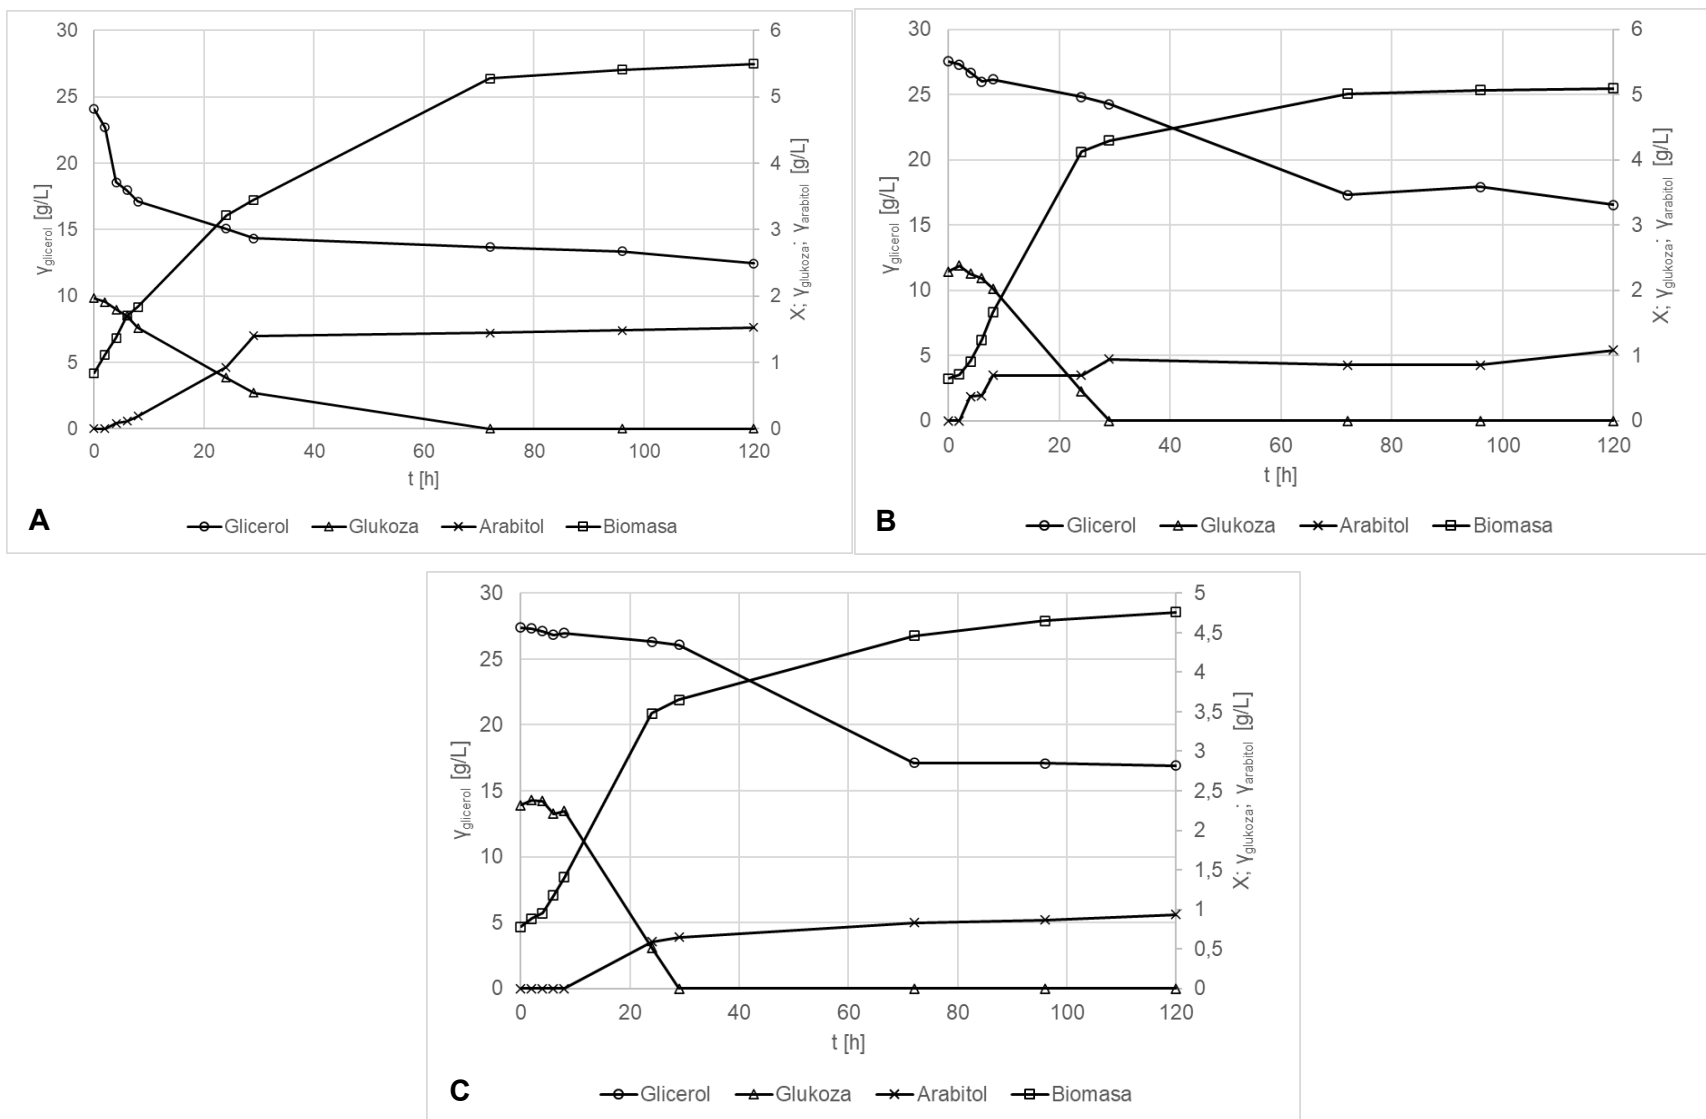 30
25
20
15
10
5
0
6
5
4
3
2
1
0
0 20 40 60 80 100 120
γglicerol [g/L]
X; γglukoza; γarabitol [g/L]
t [h]
A
Glicerol Glukoza Arabitol Biomasa
30
25
20
15
10
5
0
6
5
4
3
2
1
0
0 20 40 60 80 100 120
γglicerol [g/L]
X; γglukoza; γarabitol [g/L]
t [h]
B
Glicerol Glukoza Arabitol Biomasa
30
25
20
15
10
5
0
5
4,5
4
3,5
3
2,5
2
1,5
1
0,5
0
0 20 40 60 80 100 120
γglicerol [g/L]
X; γglukoza; γarabitol [g/L]
t [h]
C
Glicerol Glukoza Arabitol Biomasa